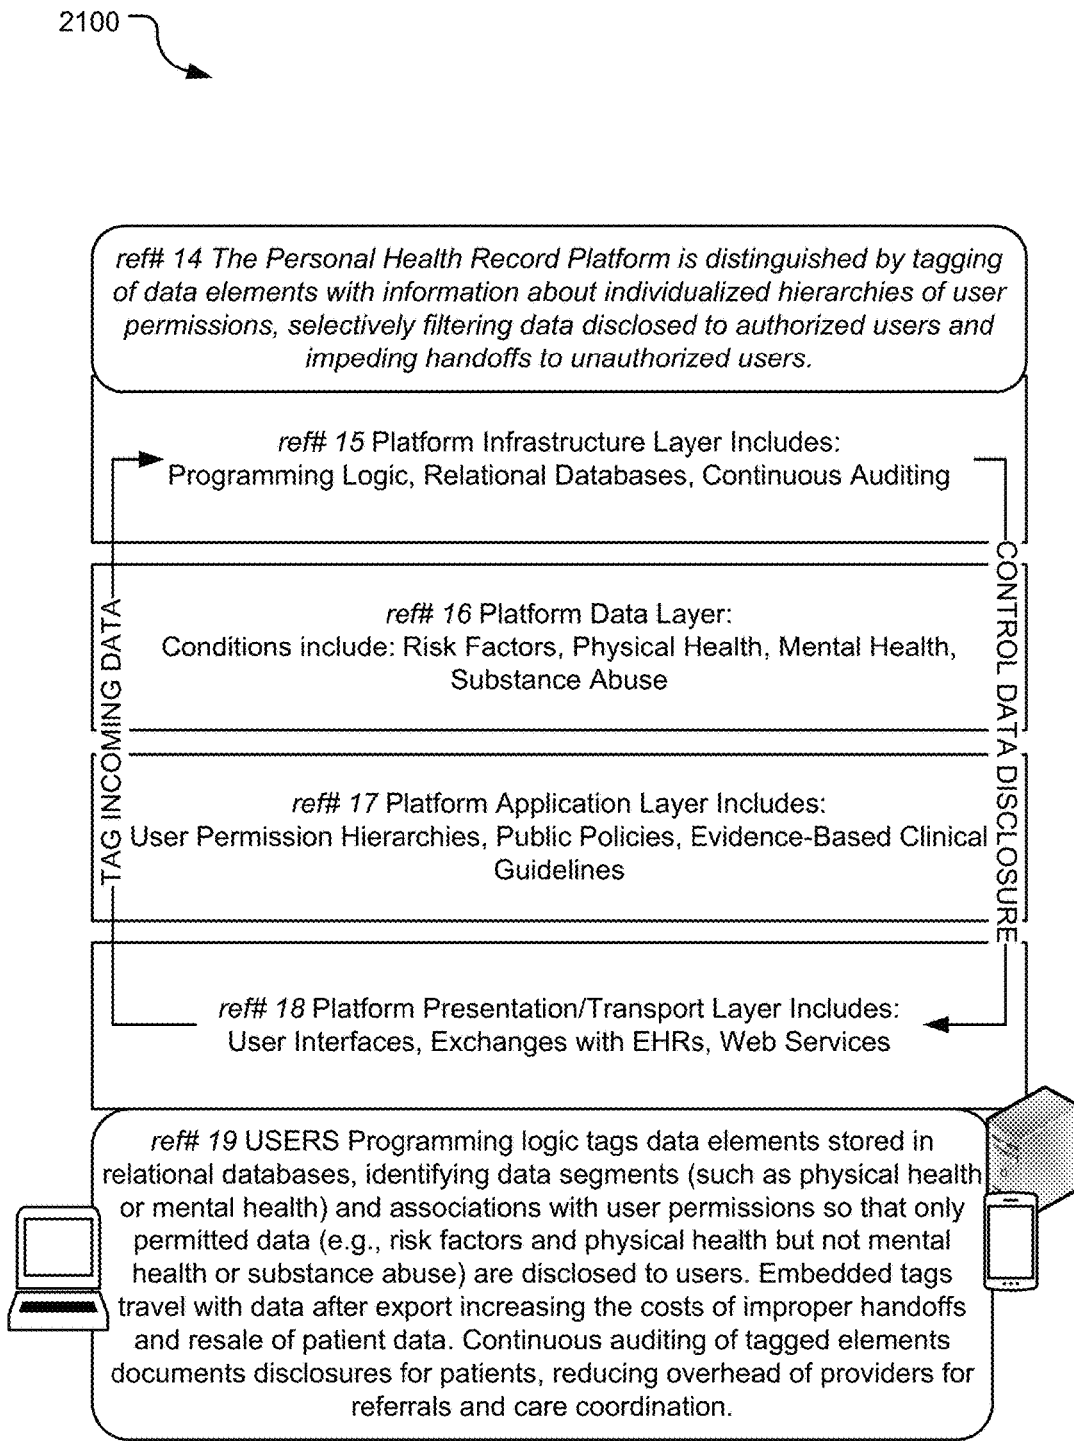 2100
ref# 14 The Personal Health Record Platform is distinguished by tagging
of data elements with information about individualized hierarchies of user
permissions, selectively filtering data disclosed to authorized users and
impeding handoffs to unauthorized users.
ref# 15 Platform Infrastructure Layer Includes:
Programming Logic, Relational Databases, Continuous Auditing
TAG INCOMING DATA
CONTROL DATA DISCLOSURE
ref# 16 Platform Data Layer:
Conditions include: Risk Factors, Physical Health, Mental Health,
Substance Abuse
ref# 17 Platform Application Layer Includes:
User Permission Hierarchies, Public Policies, Evidence-Based Clinical
Guidelines
ref# 18 Platform Presentation/Transport Layer Includes:
User Interfaces, Exchanges with EHRs, Web Services
ref# 19 USERS Programming logic tags data elements stored in
relational databases, identifying data segments (such as physical health
or mental health) and associations with user permissions so that only
permitted data (e.g., risk factors and physical health but not mental
health or substance abuse) are disclosed to users. Embedded tags
travel with data after export increasing the costs of improper handoffs
and resale of patient data. Continuous auditing of tagged elements
documents disclosures for patients, reducing overhead of providers for
referrals and care coordination.